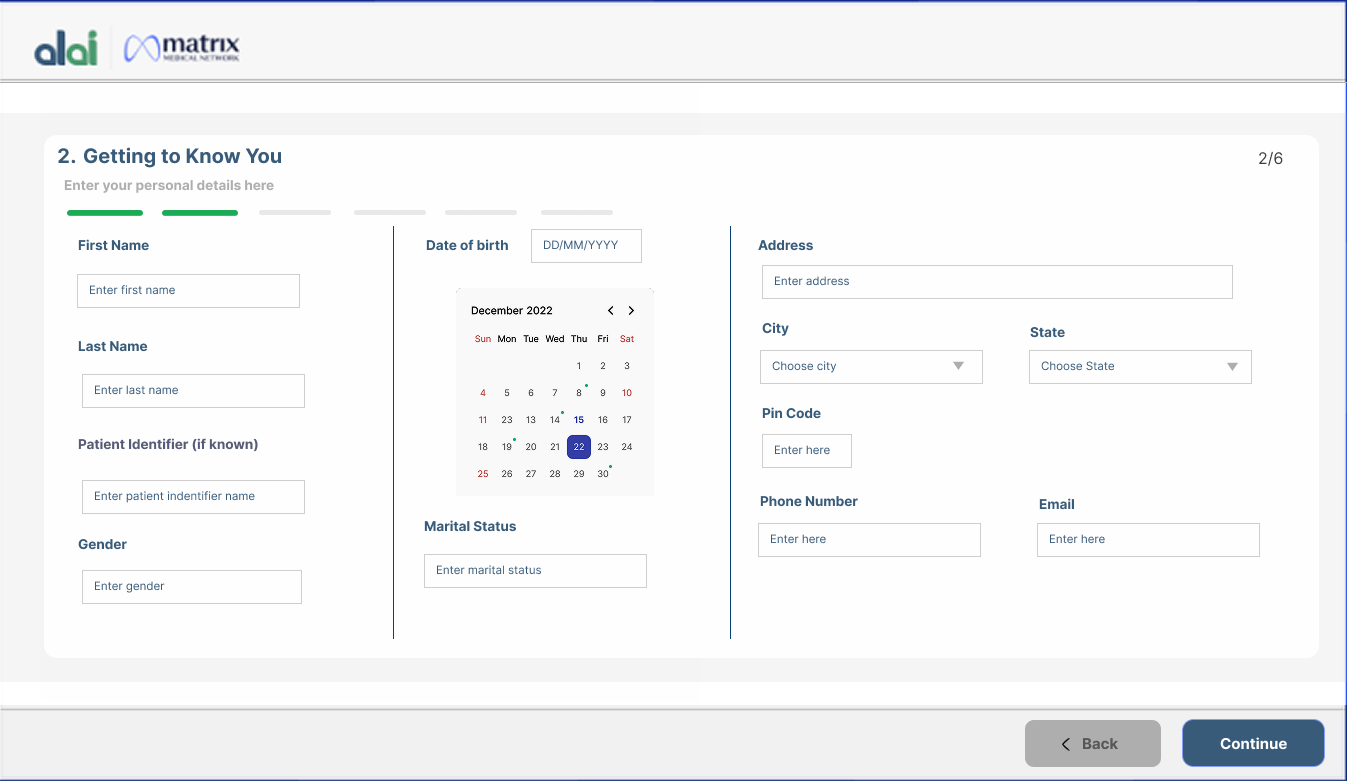 alai
matrix
MEDICAL NETWORK
2. Getting to Know You
2/6
Enter your personal details here
First Name
Enter first name
Last Name
Enter last name
Patient Identifier (if known)
Enter patient indentifier name
Gender
Enter gender
Date of birth
DD/MM/YYYY
December 2022
Sun Mon Tue Wed Thu Fri Sat
1 2 3
4 5 6 7 8 9 10
11 23 13 14 15 16 17
18 19 20 21 22 23 24
25 26 27 28 29 30
Marital Status
Enter marital status
Address
Enter address
City
Choose city
State
Choose State
Pin Code
Enter here
Phone Number
Enter here
Email
Enter here
Back
Continue